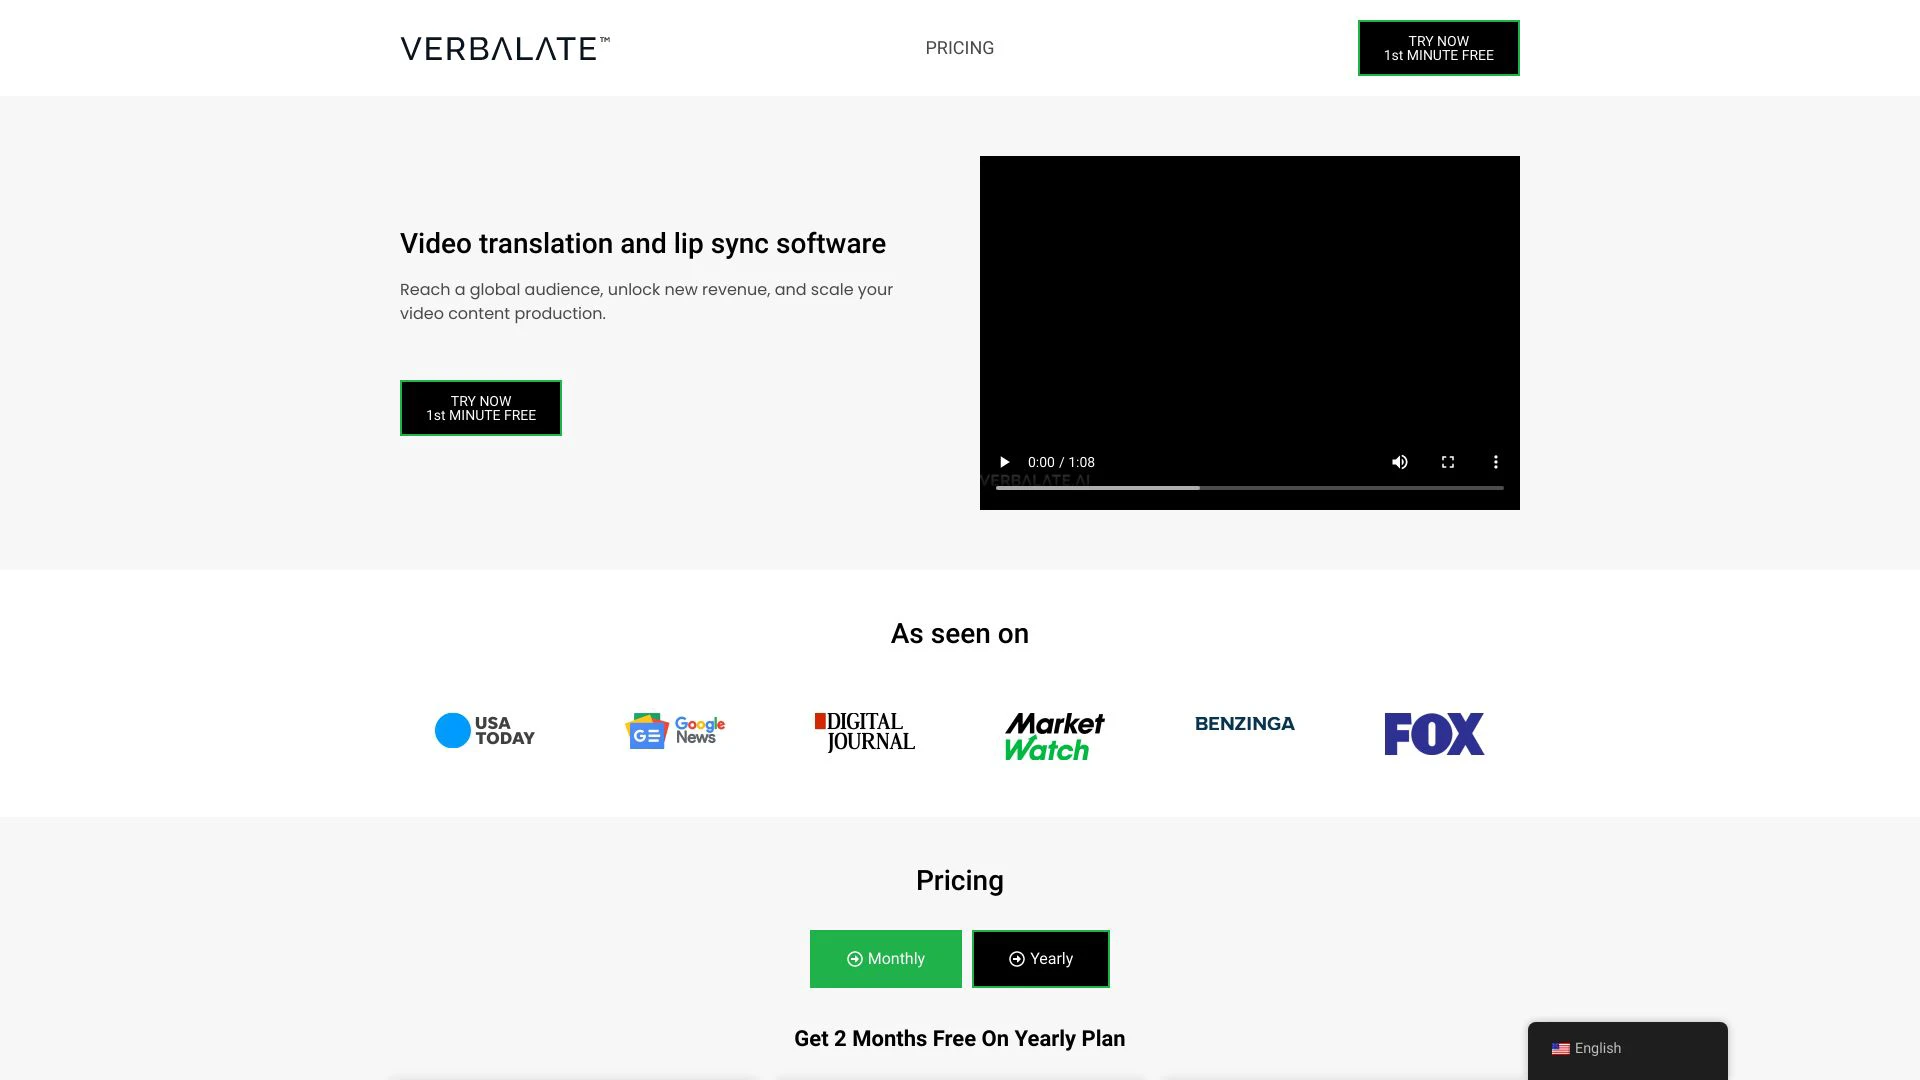 VERBALATE™
PRICING
TRY NOW
1st MINUTE FREE
Video translation and lip sync software
Reach a global audience, unlock new revenue, and scale your
video content production.
TRY NOW
1st MINUTE FREE
0:00 / 1:08
VERBALATE AI
As seen on
USA
TODAY
GE Google
News
DIGITAL
JOURNAL
Market
Watch
BENZINGA
FOX
Pricing
Monthly
Yearly
Get 2 Months Free On Yearly Plan
English